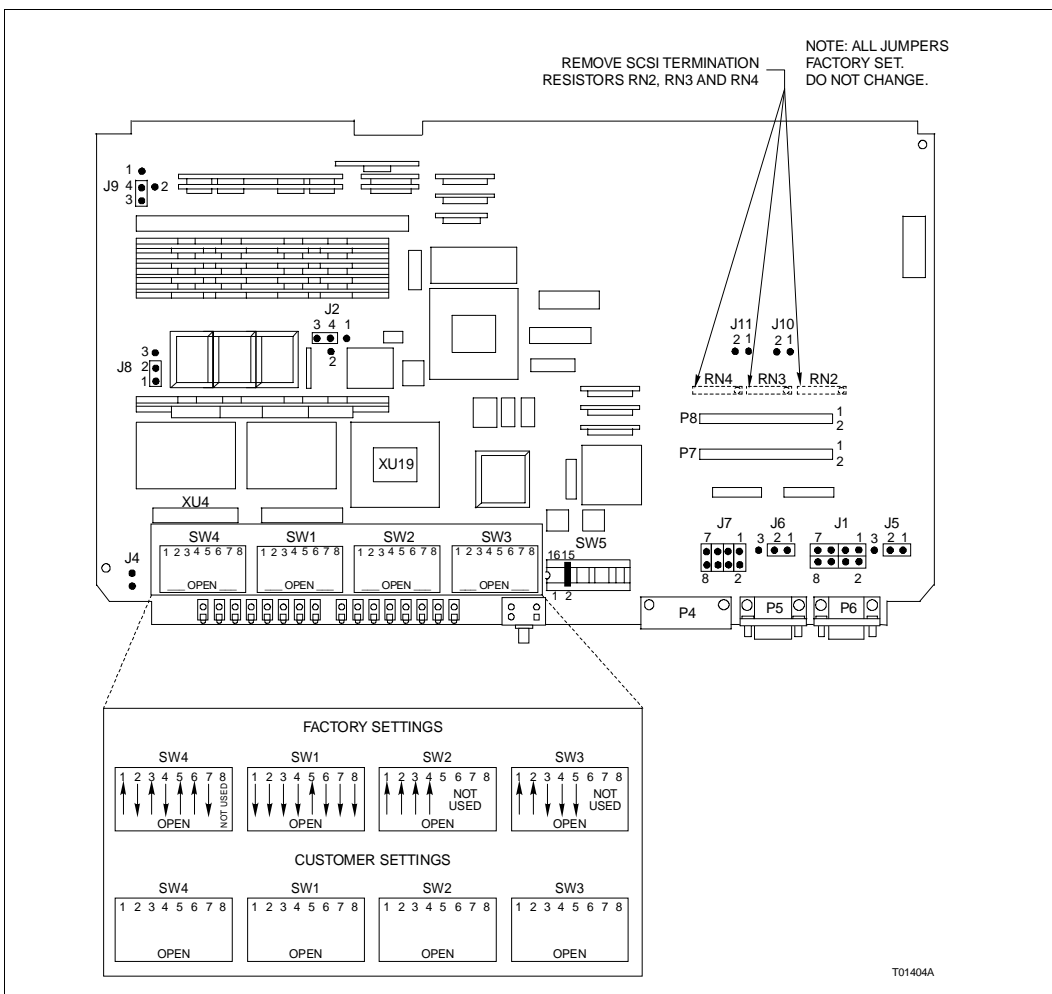 NOTE: ALL JUMPERS
FACTORY SET.
DO NOT CHANGE.
REMOVE SCSI TERMINATION
RESISTORS RN2, RN3 AND RN4
1
J9 4 2
3
J2
3 4 1
2
J11 J10
2 1 2 1
3
J8 2
1
RN4 RN3 RN2
P8 1
2
P7 1
2
XU19
XU4
SW4 SW1 SW2 SW3 SW5
1 2 3 4 5 6 7 8 1 2 3 4 5 6 7 8 1 2 3 4 5 6 7 8 1 2 3 4 5 6 7 8
OPEN OPEN OPEN OPEN
16 15
1 2
J4
J7 J6 J1 J5
7 1 3 2 1 7 1 3 2 1
8 2 8 2
P4 P5 P6
FACTORY SETTINGS
SW4 SW1 SW2 SW3
1 2 3 4 5 6 7 8 1 2 3 4 5 6 7 8 1 2 3 4 5 6 7 8 1 2 3 4 5 6 7 8
NOT USED
NOT
USED
NOT
USED
OPEN OPEN OPEN OPEN
CUSTOMER SETTINGS
SW4 SW1 SW2 SW3
1 2 3 4 5 6 7 8 1 2 3 4 5 6 7 8 1 2 3 4 5 6 7 8 1 2 3 4 5 6 7 8
OPEN OPEN OPEN OPEN
T01404A